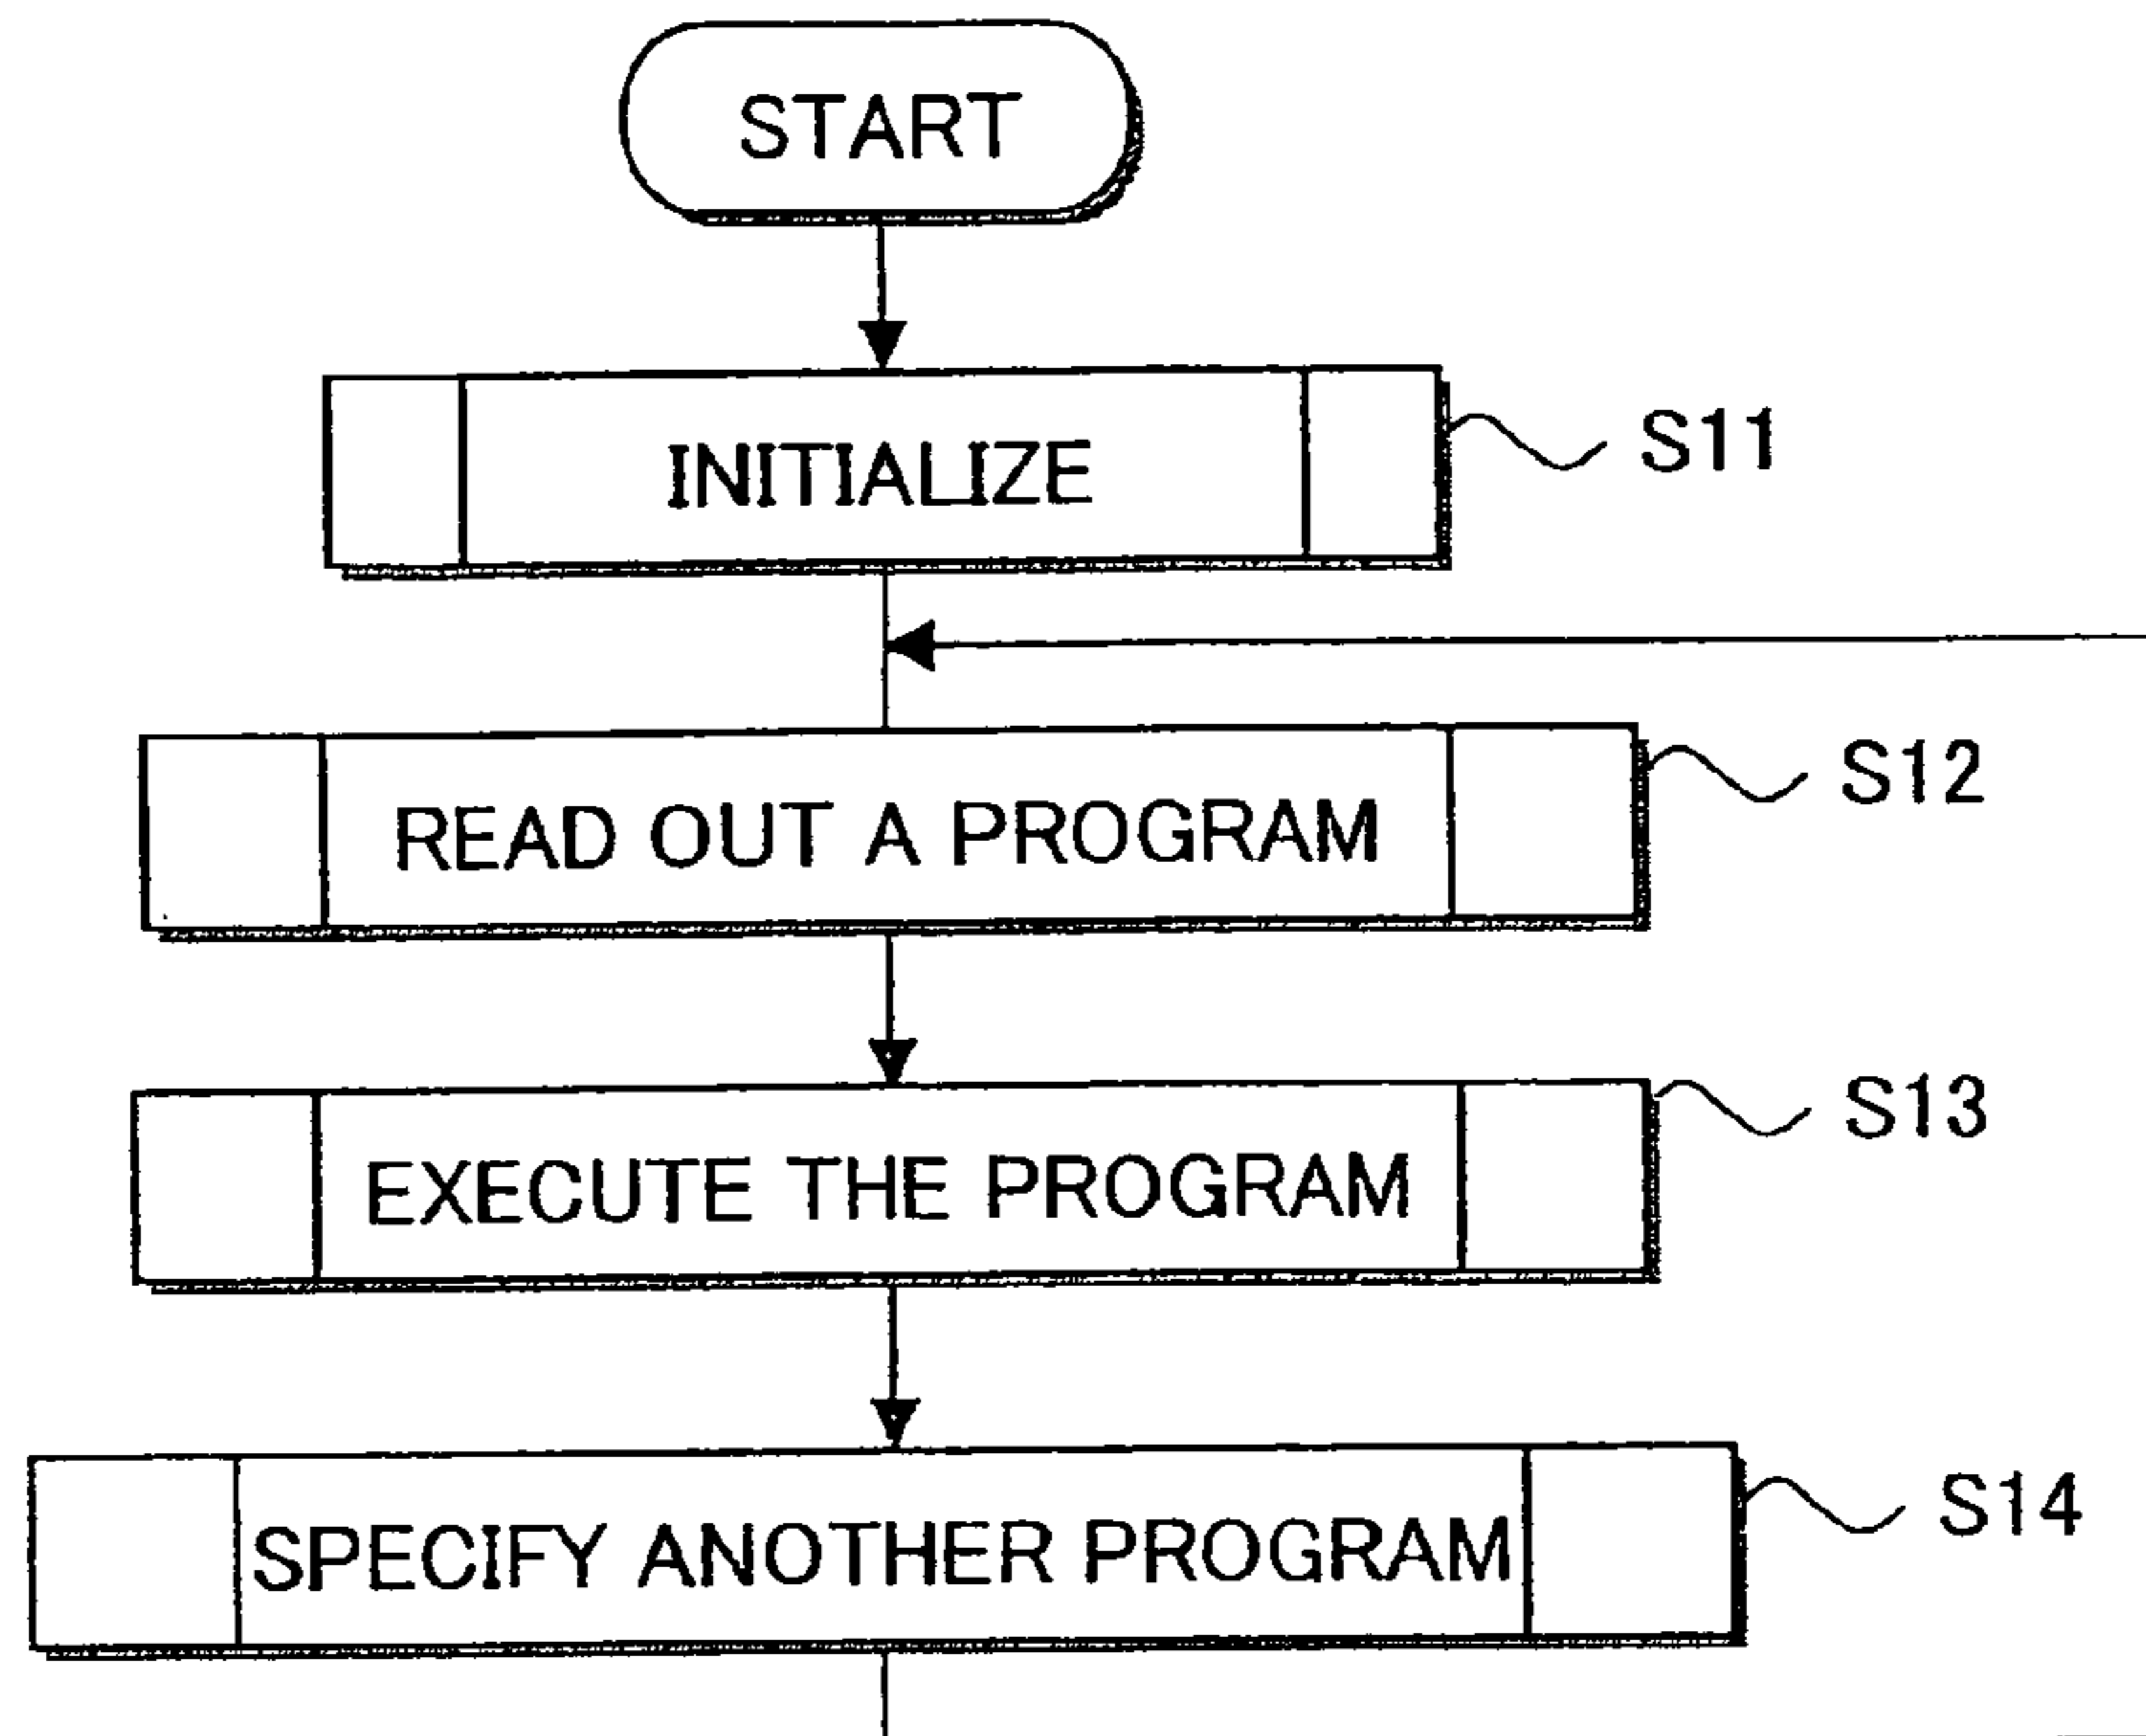 START
INITIALIZE
S11
READ OUT A PROGRAM
S12
EXECUTE THE PROGRAM
S13
SPECIFY ANOTHER PROGRAM
S14